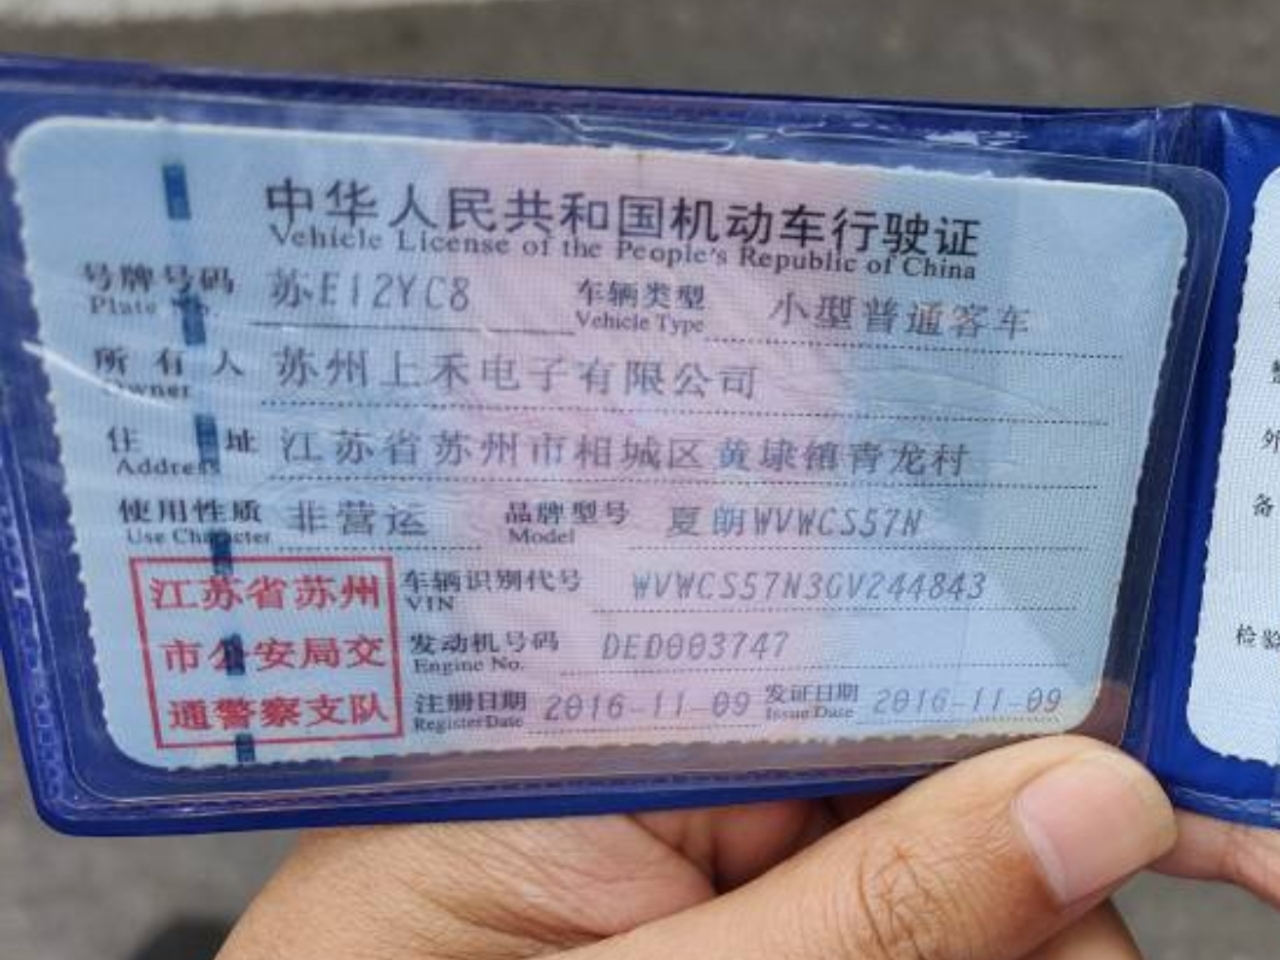 中华人民共和国机动车行驶证
Vehicle License of the People's Republic of China
号牌号码 苏E12YC8 车辆类型 小型普通客车
Plate No. Vehicle Type
所有人 苏州上禾电子有限公司
Owner
住址 江苏省苏州市相城区黄埭镇青龙村
Address
使用性质 非营运 品牌型号 夏朗WVWCS57N
Use Character Model
江苏省苏州
市公安局交
通警察支队
车辆识别代号 WVWCS57N3GV244843
VIN
发动机号码 DED003747
Engine No.
注册日期 2016-11-09 发证日期 2016-11-09
Register Date Issue Date
备
检验